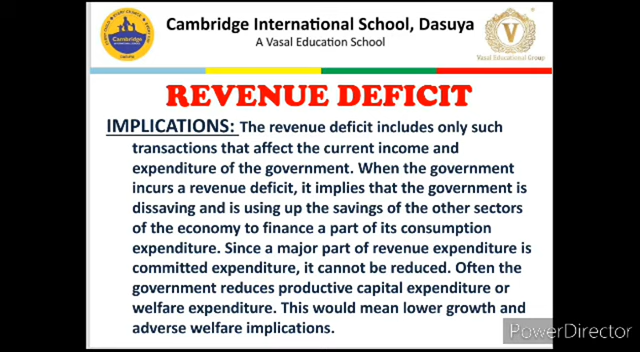 Cambridge International School, Dasuya
A Vasal Education School
Cambridge
V
Vasal Educational Group
REVENUE DEFICIT
IMPLICATIONS: The revenue deficit includes only such
transactions that affect the current income and
expenditure of the government. When the government
incurs a revenue deficit, it implies that the government is
dissaving and is using up the savings of the other sectors
of the economy to finance a part of its consumption
expenditure. Since a major part of revenue expenditure is
committed expenditure, it cannot be reduced. Often the
government reduces productive capital expenditure or
welfare expenditure. This would mean lower growth and
adverse welfare implications.
PowerDirector